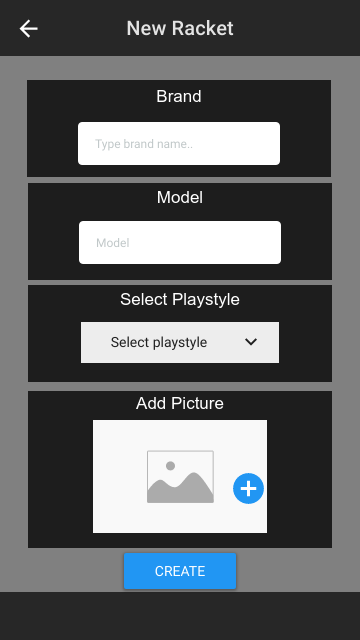 New Racket
Brand
Type brand name..
Model
Model
Select Playstyle
Select playstyle
Add Picture
CREATE